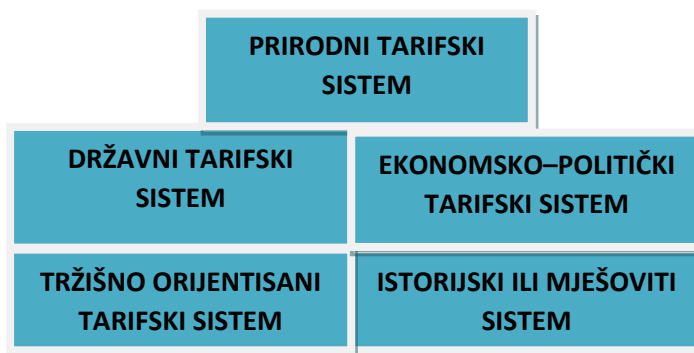 PRIRODNI TARIFSKI
SISTEM
DRŽAVNI TARIFSKI
SISTEM
EKONOMSKO–POLITIČKI
TARIFSKI SISTEM
TRŽIŠNO ORIJENTISANI
TARIFSKI SISTEM
ISTORIJSKI ILI MJEŠOVITI
SISTEM